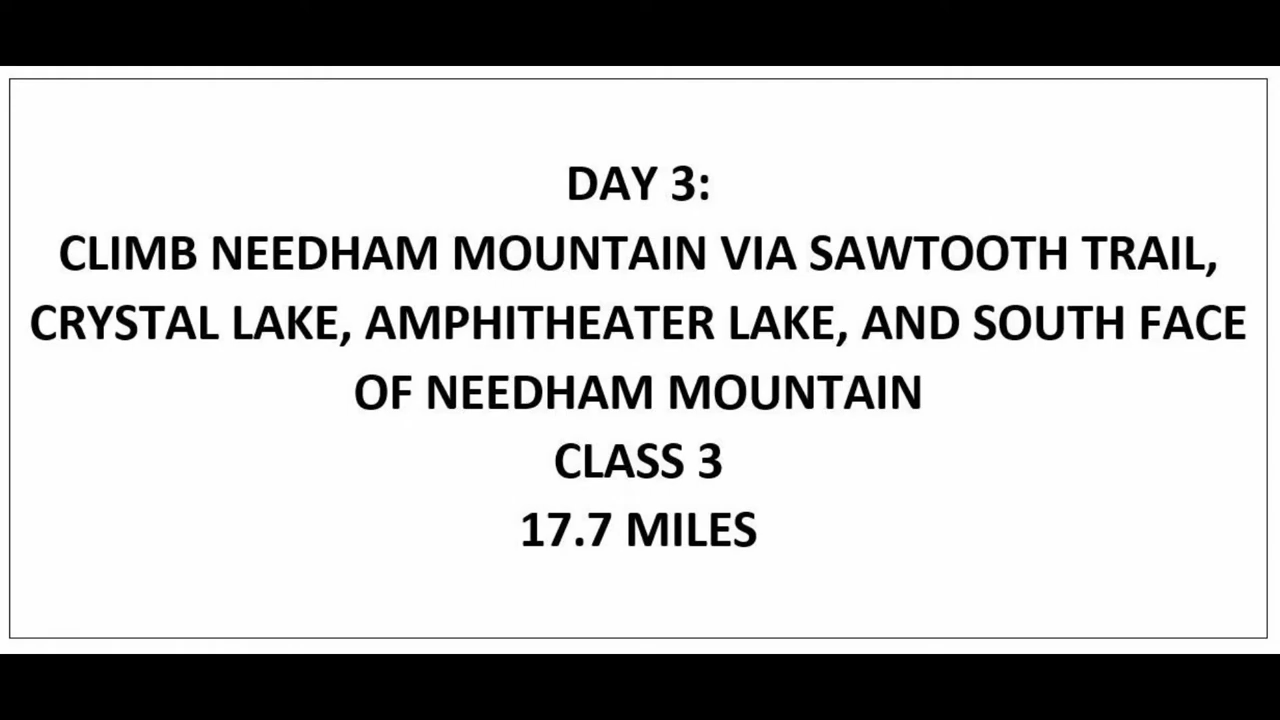 DAY 3:
CLIMB NEEDHAM MOUNTAIN VIA SAWTOOTH TRAIL,
CRYSTAL LAKE, AMPHITHEATER LAKE, AND SOUTH FACE
OF NEEDHAM MOUNTAIN
CLASS 3
17.7 MILES